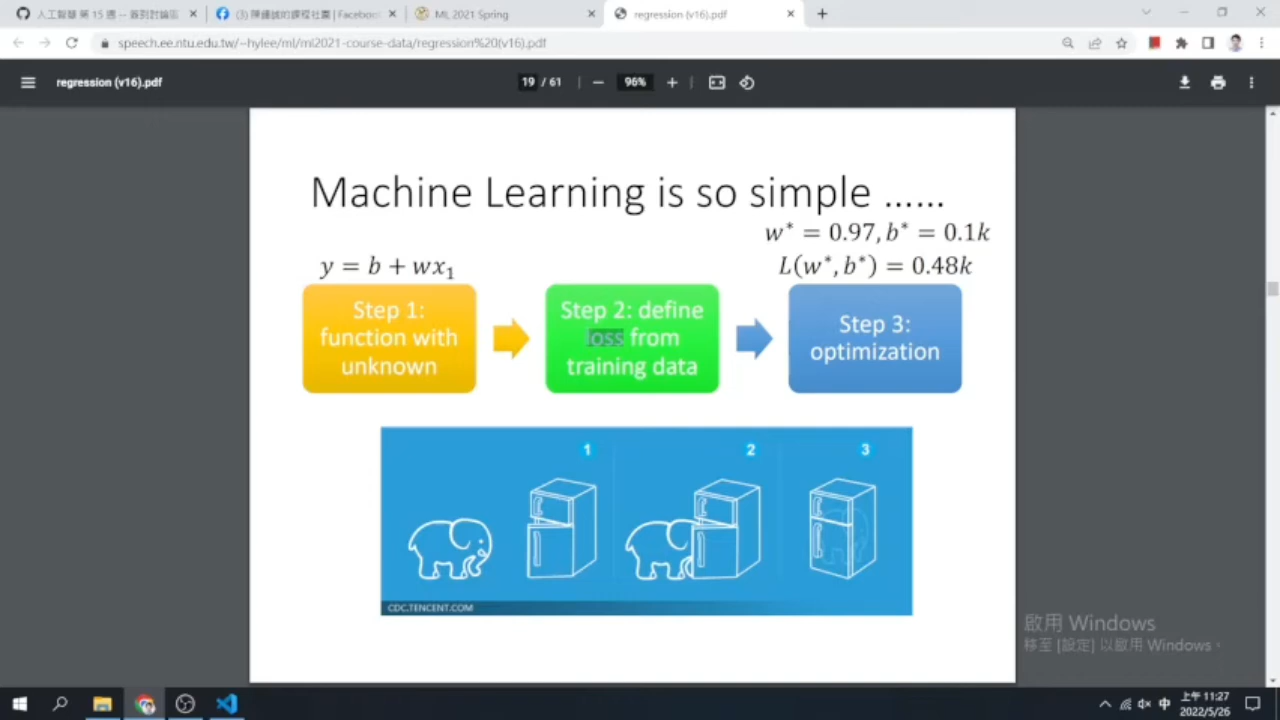 人工智慧 第 15 週 -- 簽到討論區
(3) 陳鍾誠的課程社團 | Facebook
ML 2021 Spring
regression (v16).pdf
speech.ee.ntu.edu.tw/~hylee/ml/ml2021-course-data/regression%20(v16).pdf
regression (v16).pdf
19 / 61
96%
Machine Learning is so simple ……
w* = 0.97, b* = 0.1k
y = b + wx₁
L(w*, b*) = 0.48k
Step 1:
function with
unknown
Step 2: define
loss from
training data
Step 3:
optimization
1
2
3
CDC.TENCENT.COM
啟用 Windows
移至 [設定] 以啟用 Windows。
中
上午 11:27
2022/5/26